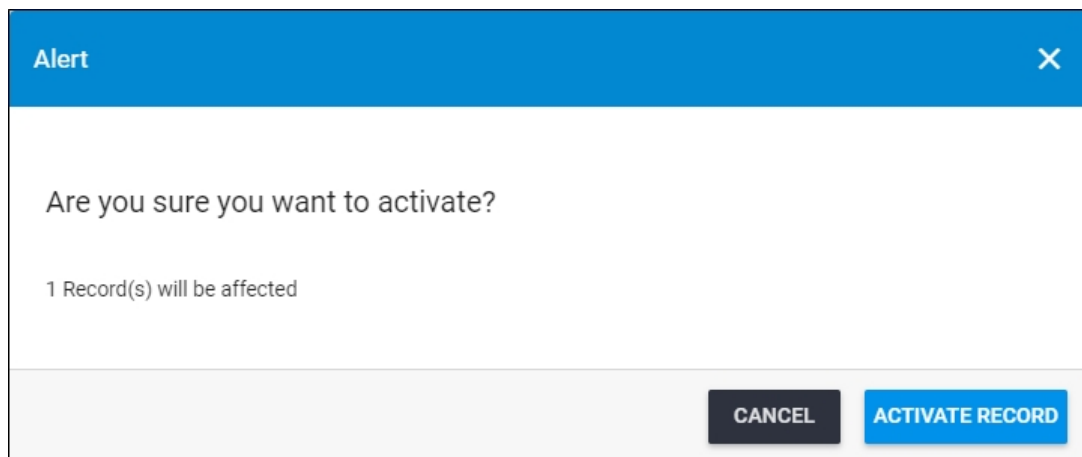 Alert
Are you sure you want to activate?
1 Record(s) will be affected
CANCEL ACTIVATE RECORD